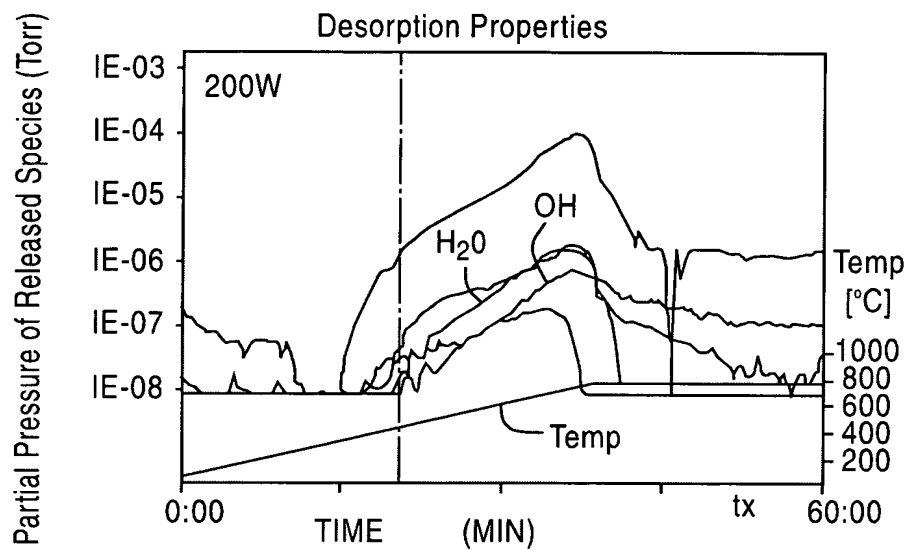 Desorption Properties
Partial Pressure of Released Species (Torr)
IE-03
IE-04
IE-05
IE-06
IE-07
IE-08
200W
H20
OH
Temp
Temp
[°C]
1000
800
600
400
200
0:00
TIME (MIN)
tx
60:00